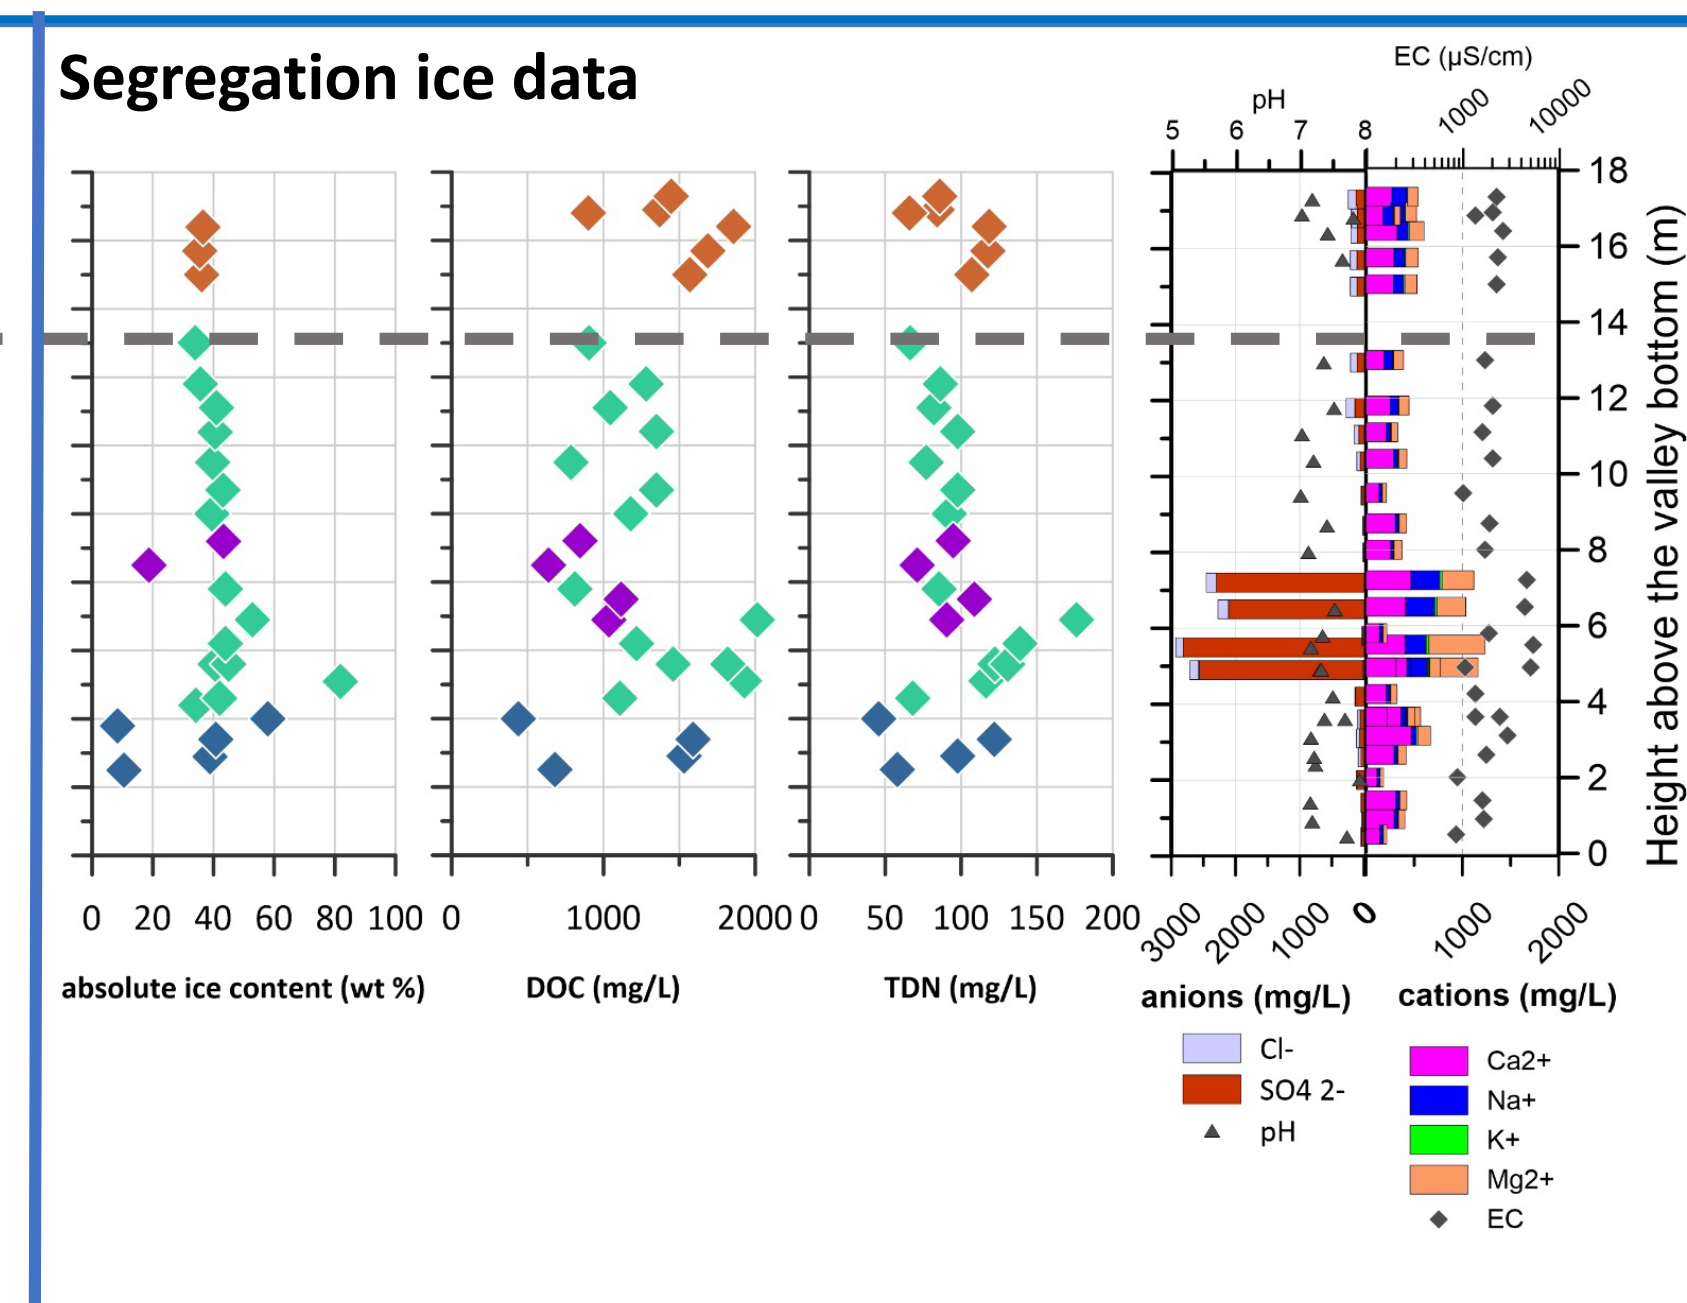 Segregation ice data
EC (µS/cm)
pH
1000
10000
5 6 7 8
18
16
14
12
10
8
6
4
2
0
Height above the valley bottom (m)
0 20 40 60 80 100
0 1000 2000
0 50 100 150 200
3000 2000 1000 0 1000 2000
absolute ice content (wt %)
DOC (mg/L)
TDN (mg/L)
anions (mg/L)
cations (mg/L)
Cl-
SO4 2-
pH
Ca2+
Na+
K+
Mg2+
EC